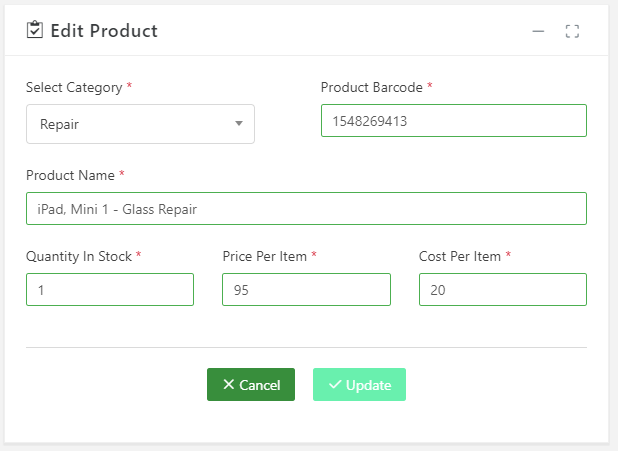 Edit Product
Select Category * Product Barcode *
Repair 1548269413
Product Name *
iPad, Mini 1 - Glass Repair
Quantity In Stock * Price Per Item * Cost Per Item *
1 95 20
Cancel Update